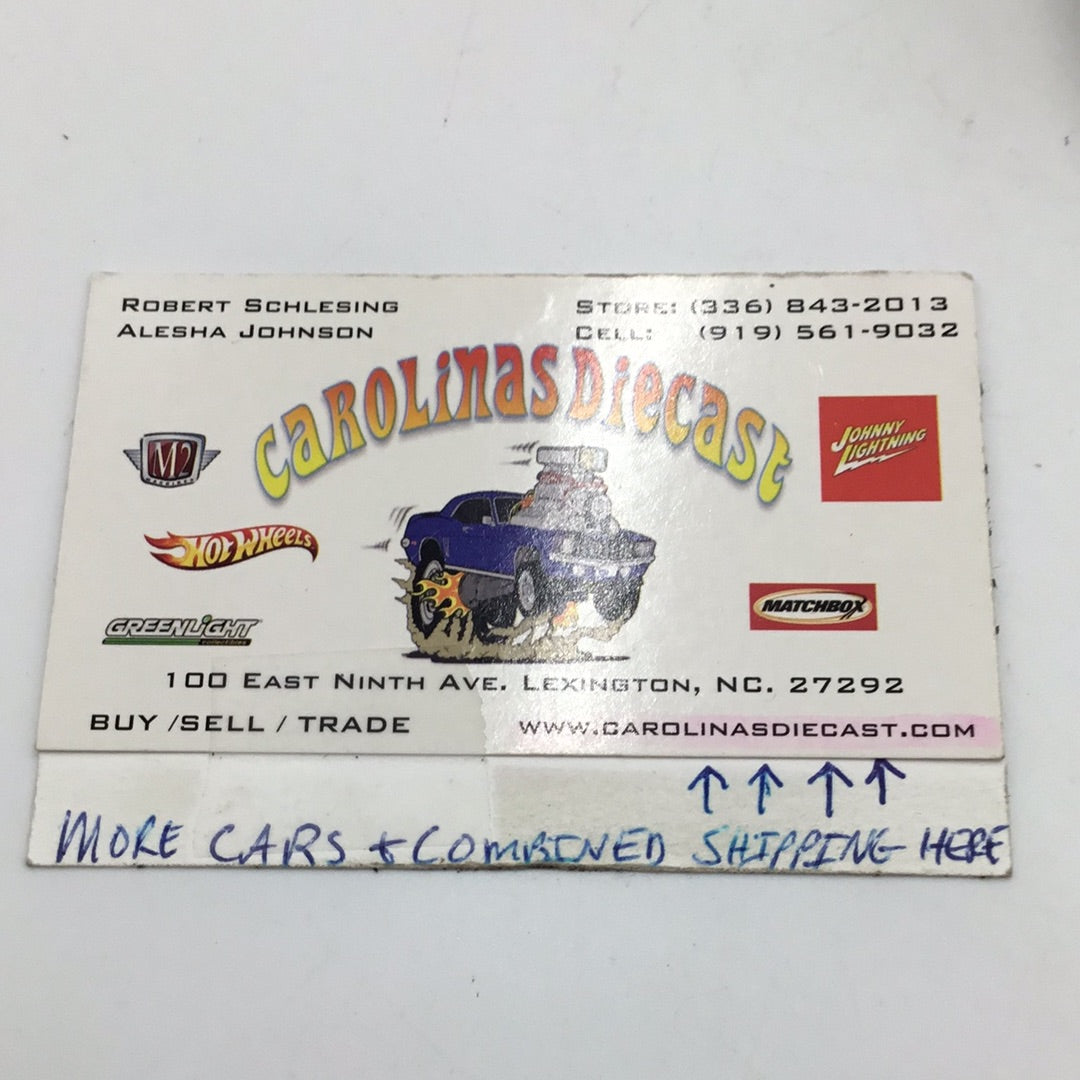 ROBERT SCHLESING
ALESHA JOHNSON
STORE: (336) 843-2013
CELL: (919) 561-9032
CAROLINAS DIECAST
M2
MACHINES
JOHNNY
LIGHTNING
HOT WHEELS
MATCHBOX
GREENLIGHT
collectibles
100 EAST NINTH AVE. LEXINGTON, NC. 27292
BUY /SELL / TRADE
WWW.CAROLINASDIECAST.COM
↑ ↑ ↑ ↑
MORE CARS + COMBINED SHIPPING HERE